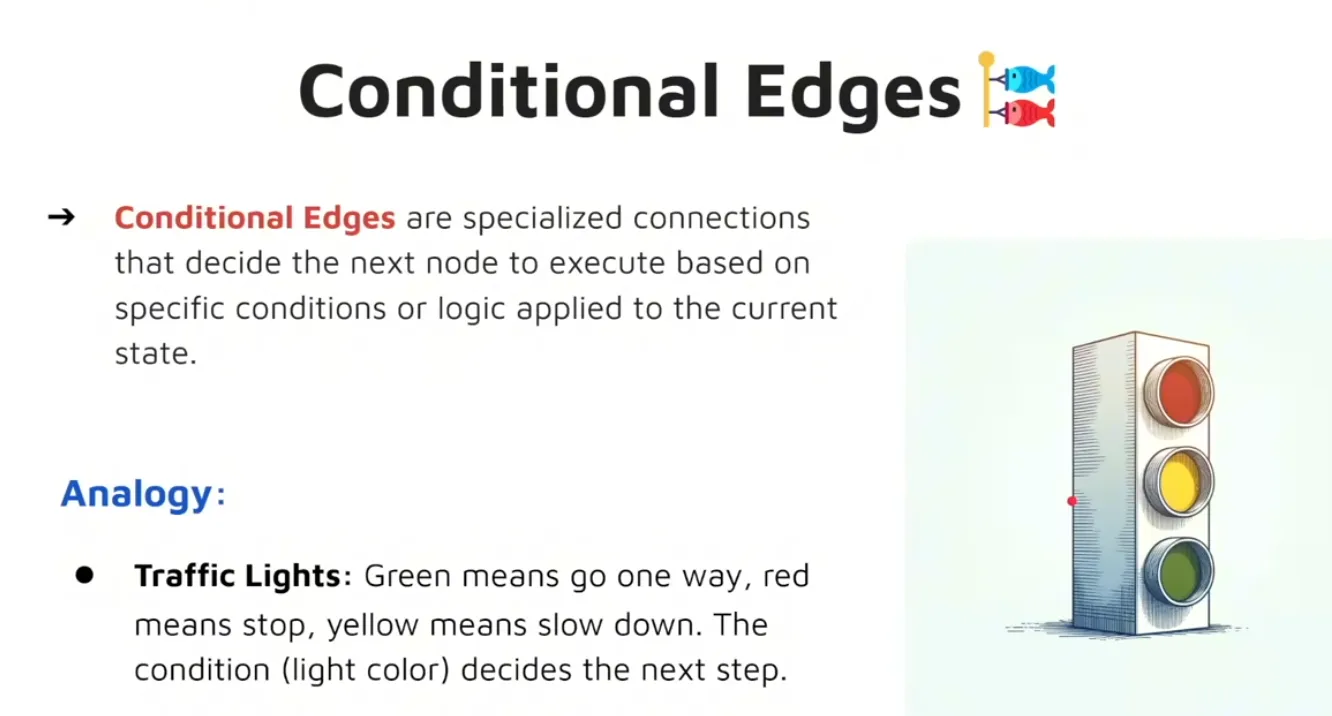 Conditional Edges
➔ Conditional Edges are specialized connections
that decide the next node to execute based on
specific conditions or logic applied to the current
state.
Analogy:
● Traffic Lights: Green means go one way, red
means stop, yellow means slow down. The
condition (light color) decides the next step.